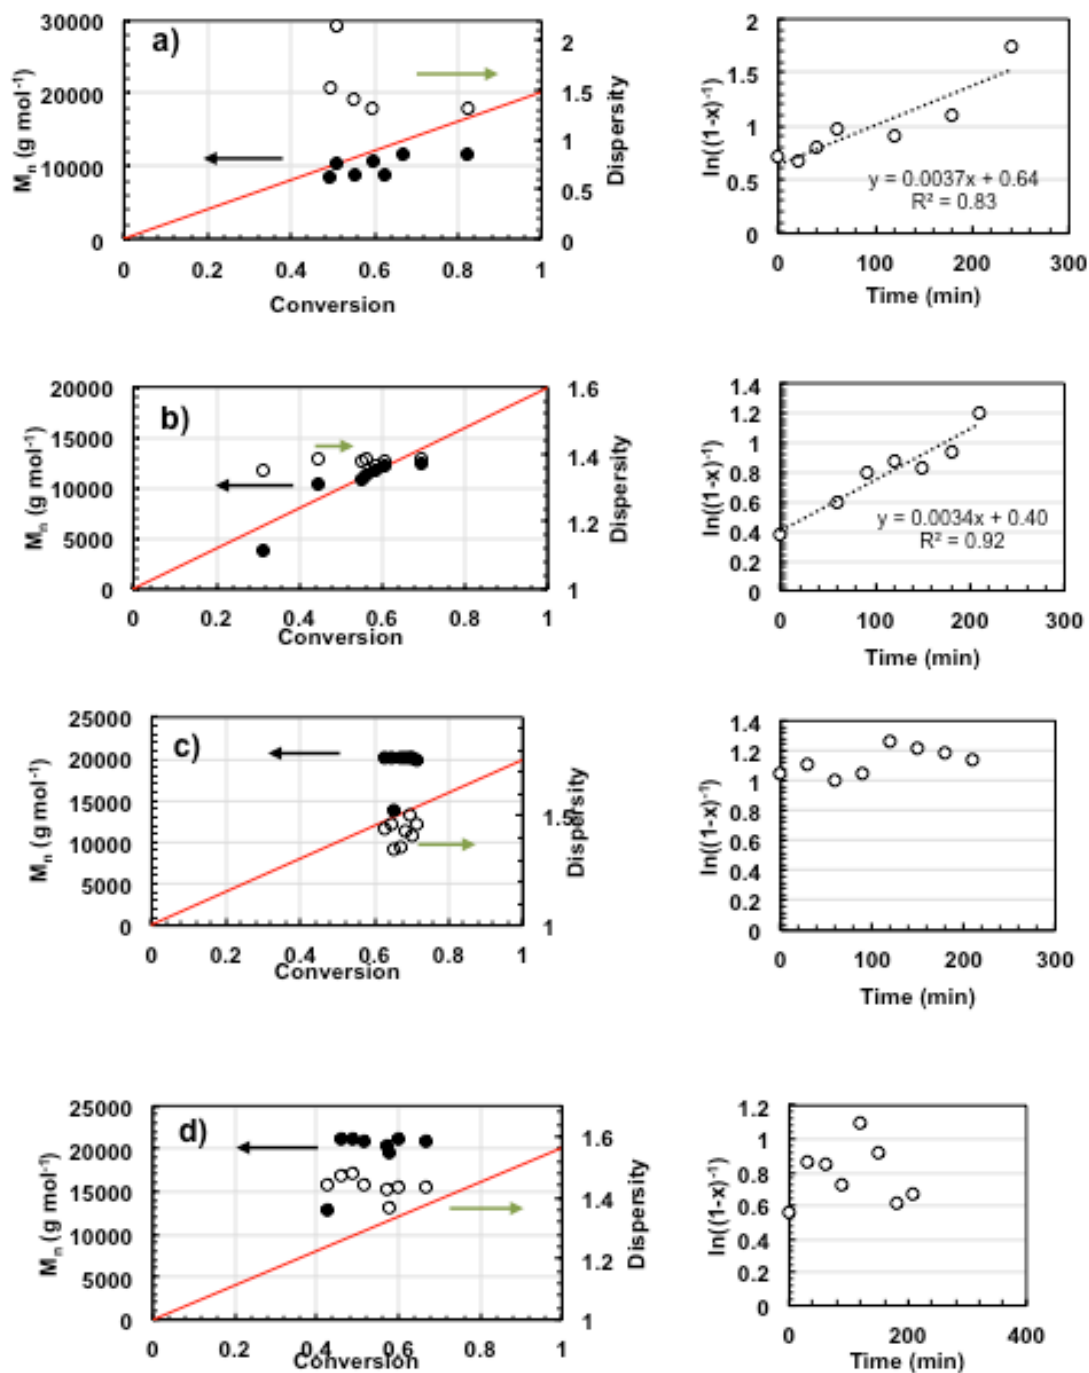 a)
M_n (g mol⁻¹)
30000
20000
10000
0
0 0.2 0.4 0.6 0.8 1
Conversion
2
1.5
1
0.5
0
Dispersity
ln((1-x)⁻¹)
2
1.5
1
0.5
0
y = 0.0037x + 0.64
R² = 0.83
0 100 200 300
Time (min)
b)
M_n (g mol⁻¹)
20000
15000
10000
5000
0
0 0.2 0.4 0.6 0.8 1
Conversion
1.6
1.4
1.2
1
Dispersity
ln((1-x)⁻¹)
1.4
1.2
1
0.8
0.6
0.4
0.2
0
y = 0.0034x + 0.40
R² = 0.92
0 100 200 300
Time (min)
c)
M_n (g mol⁻¹)
25000
20000
15000
10000
5000
0
0 0.2 0.4 0.6 0.8 1
Conversion
1.5
1
Dispersity
ln((1-x)⁻¹)
1.4
1.2
1
0.8
0.6
0.4
0.2
0
0 100 200 300
Time (min)
d)
M_n (g mol⁻¹)
25000
20000
15000
10000
5000
0
0 0.2 0.4 0.6 0.8 1
Conversion
1.6
1.4
1.2
1
Dispersity
ln((1-x)⁻¹)
1.2
1
0.8
0.6
0.4
0.2
0
0 200 400
Time (min)